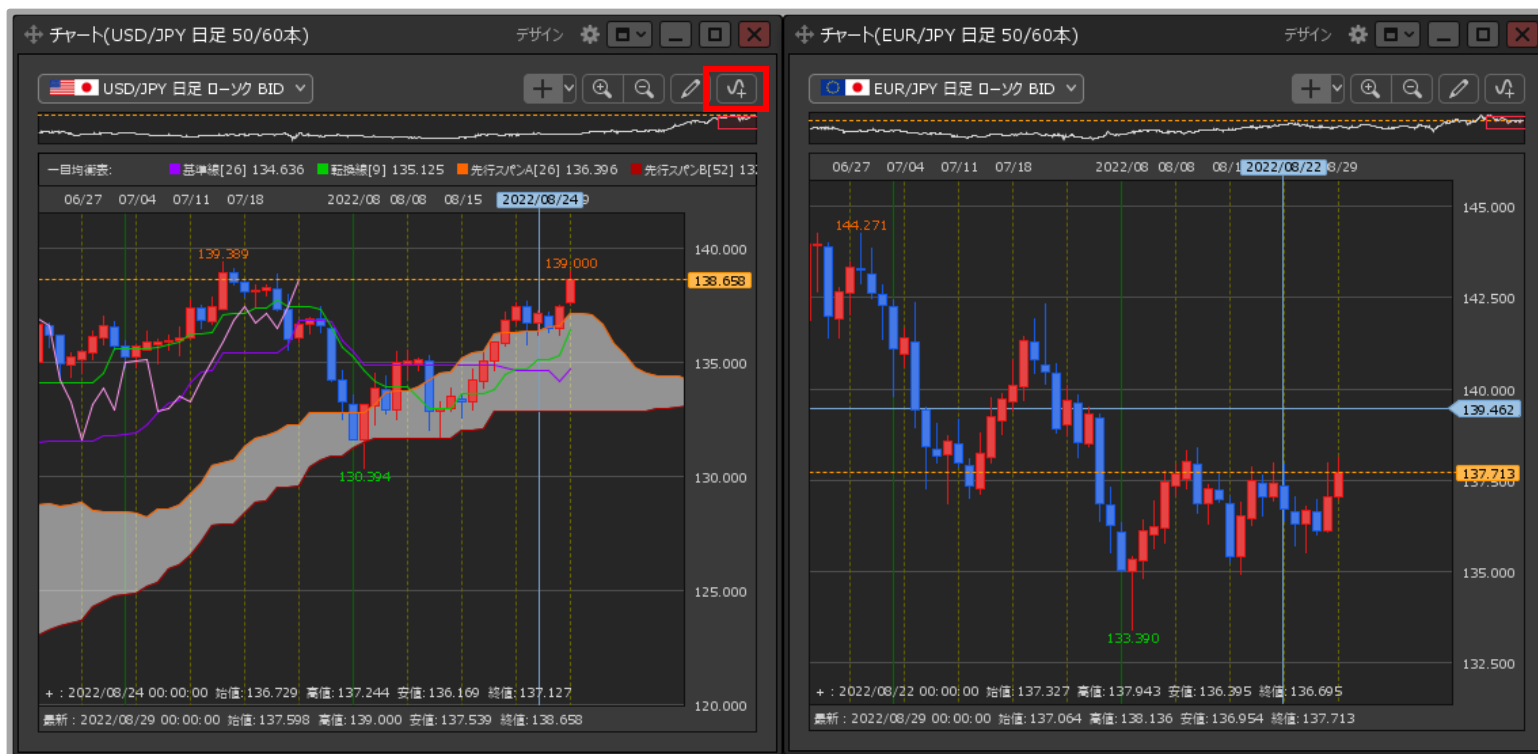 チャート(USD/JPY 日足 50/60本)
デザイン
USD/JPY 日足 ローソク BID
一目均衡表: 基準線[26] 134.636 転換線[9] 135.125 先行スパンA[26] 136.396 先行スパンB[52]
06/27 07/04 07/11 07/18 2022/08 08/08 08/15 2022/08/24
139.389
139.000
130.394
140.000
138.658
135.000
130.000
125.000
120.000
+ : 2022/08/24 00:00:00 始値:136.729 高値:137.244 安値:136.169 終値:137.127
最新 : 2022/08/29 00:00:00 始値:137.598 高値:139.000 安値:137.539 終値:138.658
チャート(EUR/JPY 日足 50/60本)
デザイン
EUR/JPY 日足 ローソク BID
06/27 07/04 07/11 07/18 2022/08 08/08 08/1 2022/08/22 8/29
144.271
133.390
145.000
142.500
140.000
139.462
137.713
137.500
135.000
132.500
+ : 2022/08/22 00:00:00 始値:137.327 高値:137.943 安値:136.395 終値:136.695
最新 : 2022/08/29 00:00:00 始値:137.064 高値:138.136 安値:136.954 終値:137.713